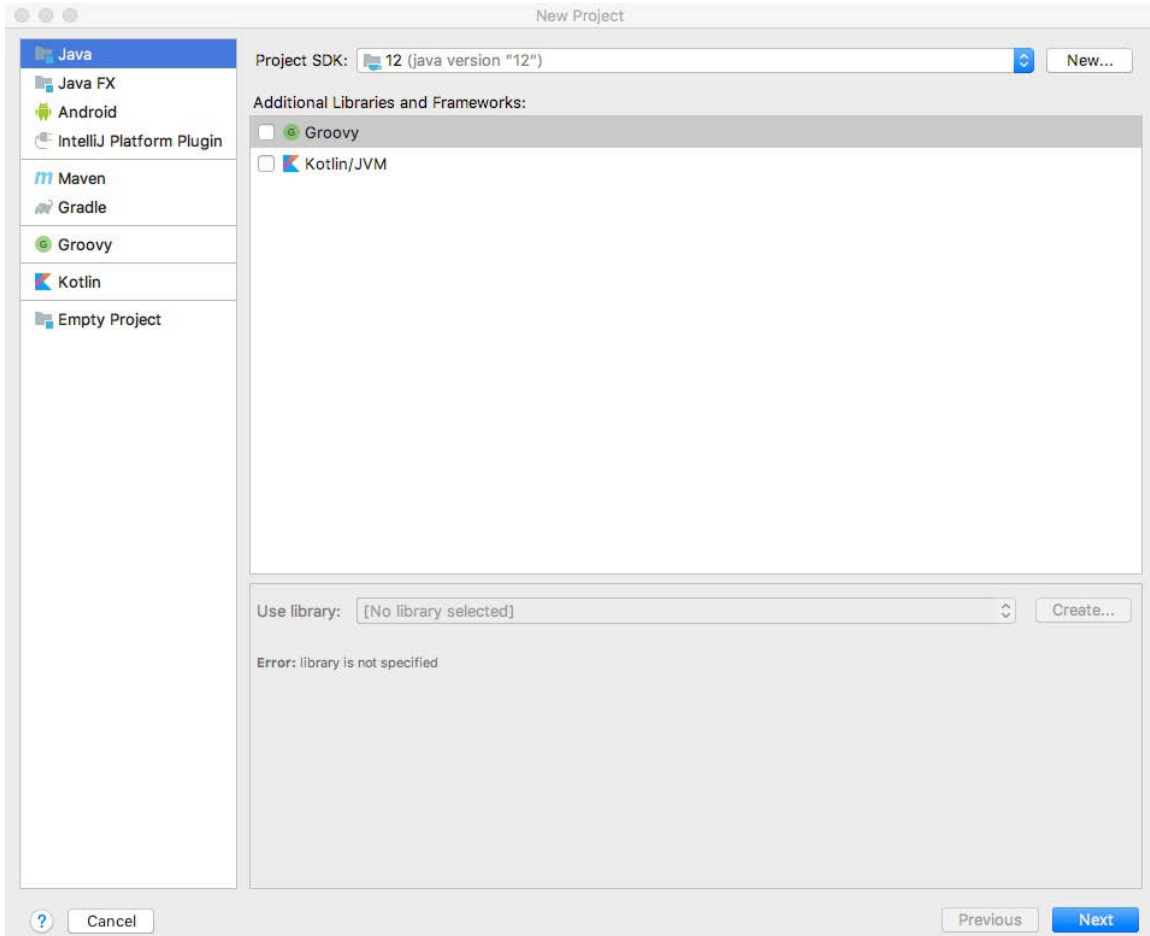 New Project
Java
Java FX
Android
IntelliJ Platform Plugin
Maven
Gradle
Groovy
Kotlin
Empty Project
Project SDK: 12 (java version "12") New...
Additional Libraries and Frameworks:
G Groovy
Kotlin/JVM
Use library: [No library selected] Create...
Error: library is not specified
? Cancel Previous Next